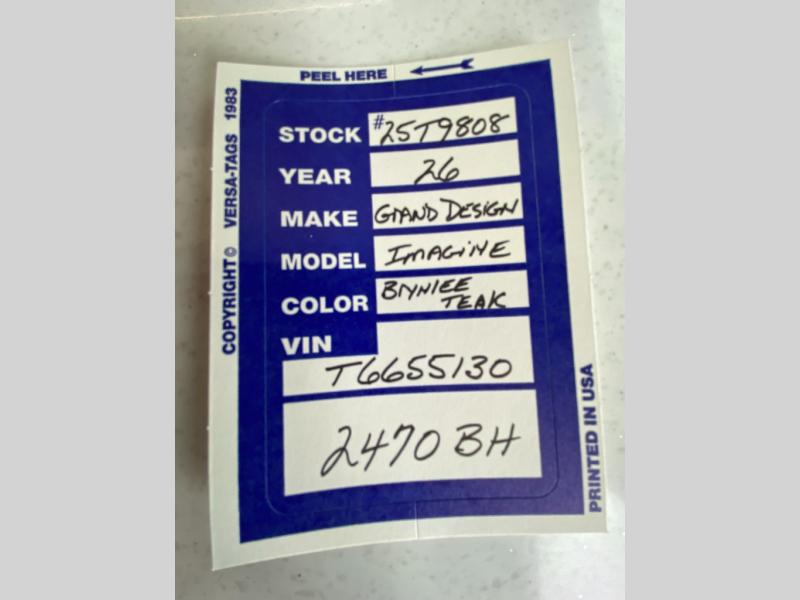 PEEL HERE
COPYRIGHT © VERSA-TAGS 1983
STOCK #25T9808
YEAR 26
MAKE GRAND DESIGN
MODEL IMAGINE
COLOR BRYNLEE
TEAK
VIN
T6655130
2470 BH
PRINTED IN USA